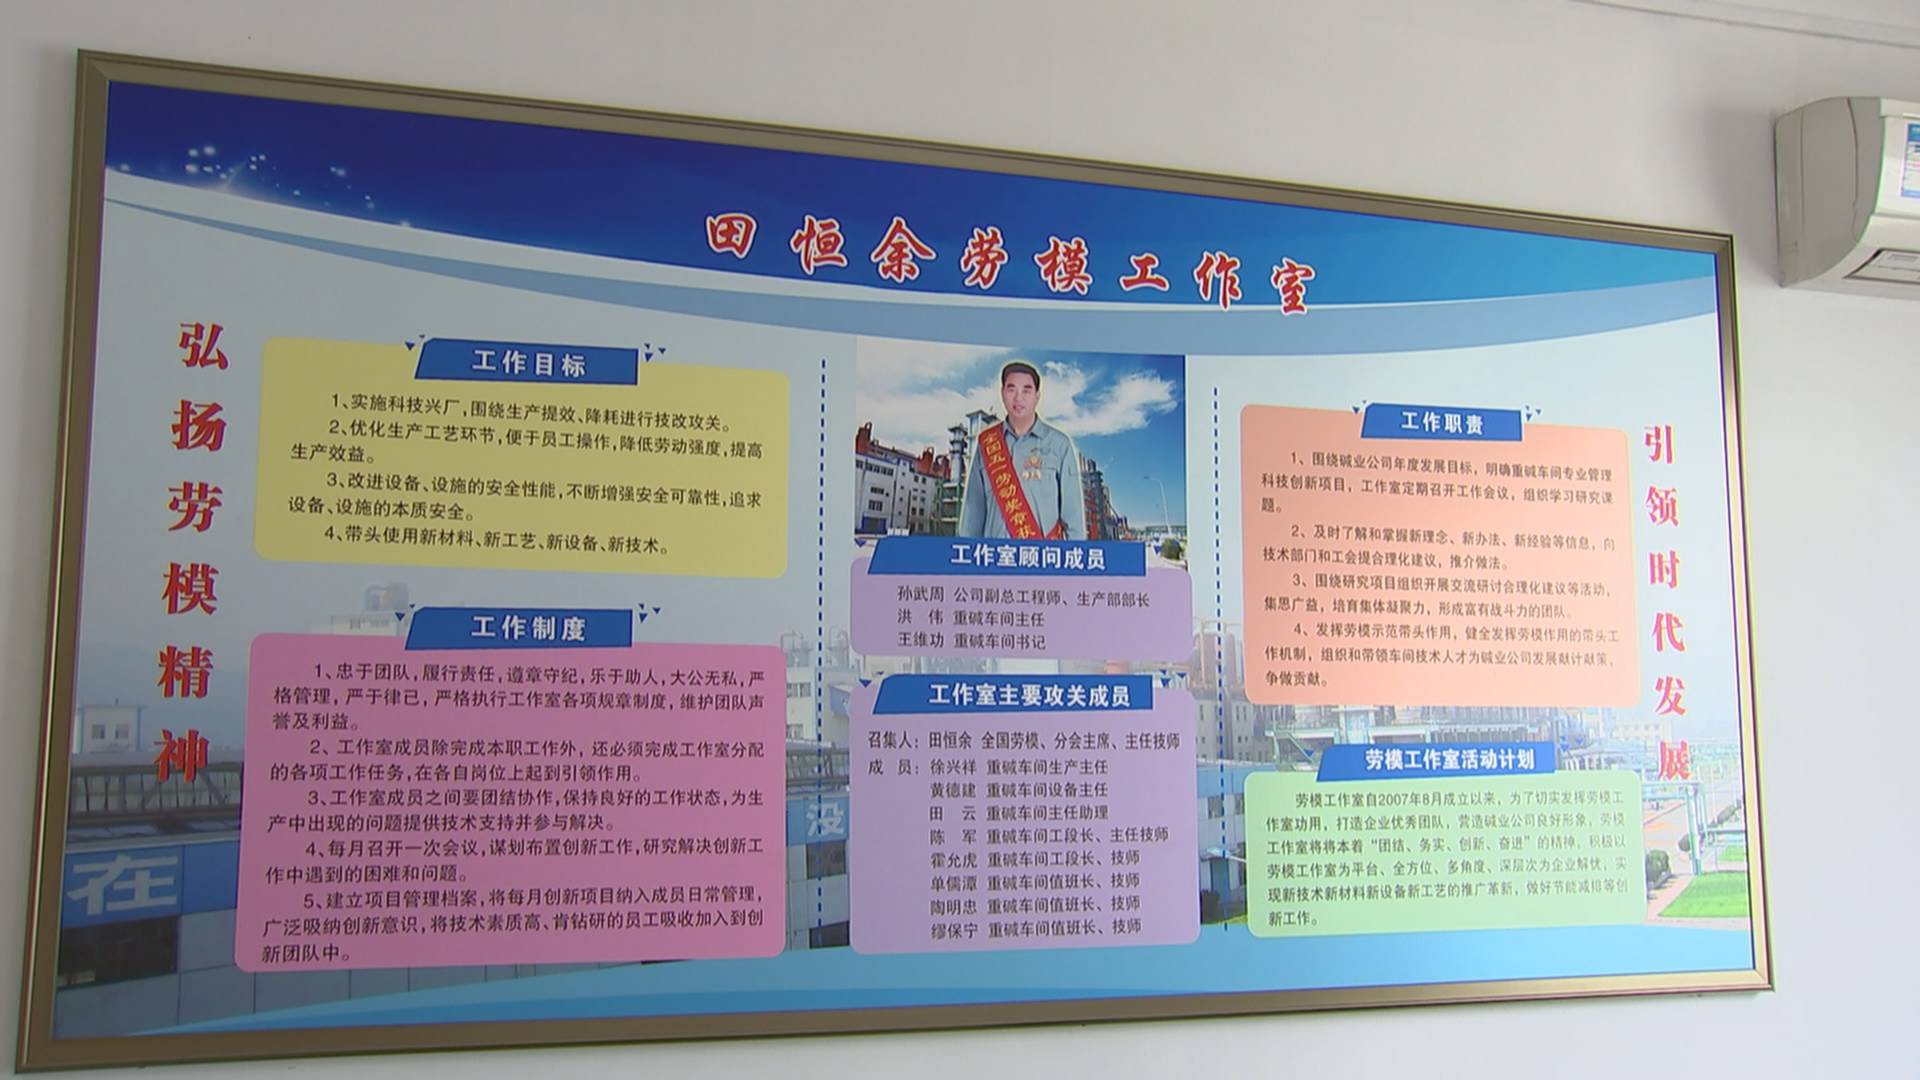 田恒余劳模工作室
弘扬劳模精神
工作目标
1、实施科技兴厂,围绕生产提效、降耗进行技改攻关。
2、优化生产工艺环节,便于员工操作,降低劳动强度,提高
生产效益。
3、改进设备、设施的安全性能,不断增强安全可靠性,追求
设备、设施的本质安全。
4、带头使用新材料、新工艺、新设备、新技术。
工作制度
1、忠于团队,履行责任,遵章守纪,乐于助人,大公无私,严
格管理,严于律已,严格执行工作室各项规章制度,维护团队声
誉及利益。
2、工作室成员除完成本职工作外,还必须完成工作室分配
的各项工作任务,在各自岗位上起到引领作用。
3、工作室成员之间要团结协作,保持良好的工作状态,为生
产中出现的问题提供技术支持并参与解决。
4、每月召开一次会议,谋划布置创新工作,研究解决创新工
作中遇到的困难和问题。
5、建立项目管理档案,将每月创新项目纳入成员日常管理,
广泛吸纳创新意识,将技术素质高、肯钻研的员工吸收加入到创
新团队中。
全国五一劳动奖章获
工作室顾问成员
孙武周 公司副总工程师、生产部部长
洪 伟 重碱车间主任
王维功 重碱车间书记
工作室主要攻关成员
召集人：田恒余 全国劳模、分会主席、主任技师
成 员：徐兴祥 重碱车间生产主任
黄德建 重碱车间设备主任
田 云 重碱车间主任助理
陈 军 重碱车间工段长、主任技师
霍允虎 重碱车间工段长、技师
单儒潭 重碱车间值班长、技师
陶明忠 重碱车间值班长、技师
缪保宁 重碱车间值班长、技师
工作职责
1、围绕碱业公司年度发展目标，明确重碱车间专业管理
科技创新项目，工作室定期召开工作会议，组织学习研究课
题。
2、及时了解和掌握新理念、新办法、新经验等信息，向
技术部门和工会提合理化建议，推介做法。
3、围绕研究项目组织开展交流研讨合理化建议等活动，
集思广益，培育集体凝聚力，形成富有战斗力的团队。
4、发挥劳模示范带头作用，健全发挥劳模作用的带头工
作机制，组织和带领车间技术人才为碱业公司发展献计献策，
争做贡献。
劳模工作室活动计划
劳模工作室自2007年8月成立以来，为了切实发挥劳模工
作室功用，打造企业优秀团队，营造碱业公司良好形象，劳模
工作室将将本着“团结、务实、创新、奋进”的精神，积极以
劳模工作室为平台、全方位、多角度、深层次为企业解忧，实
现新技术新材料新设备新工艺的推广革新，做好节能减排等创
新工作。
引领时代发展
在
没